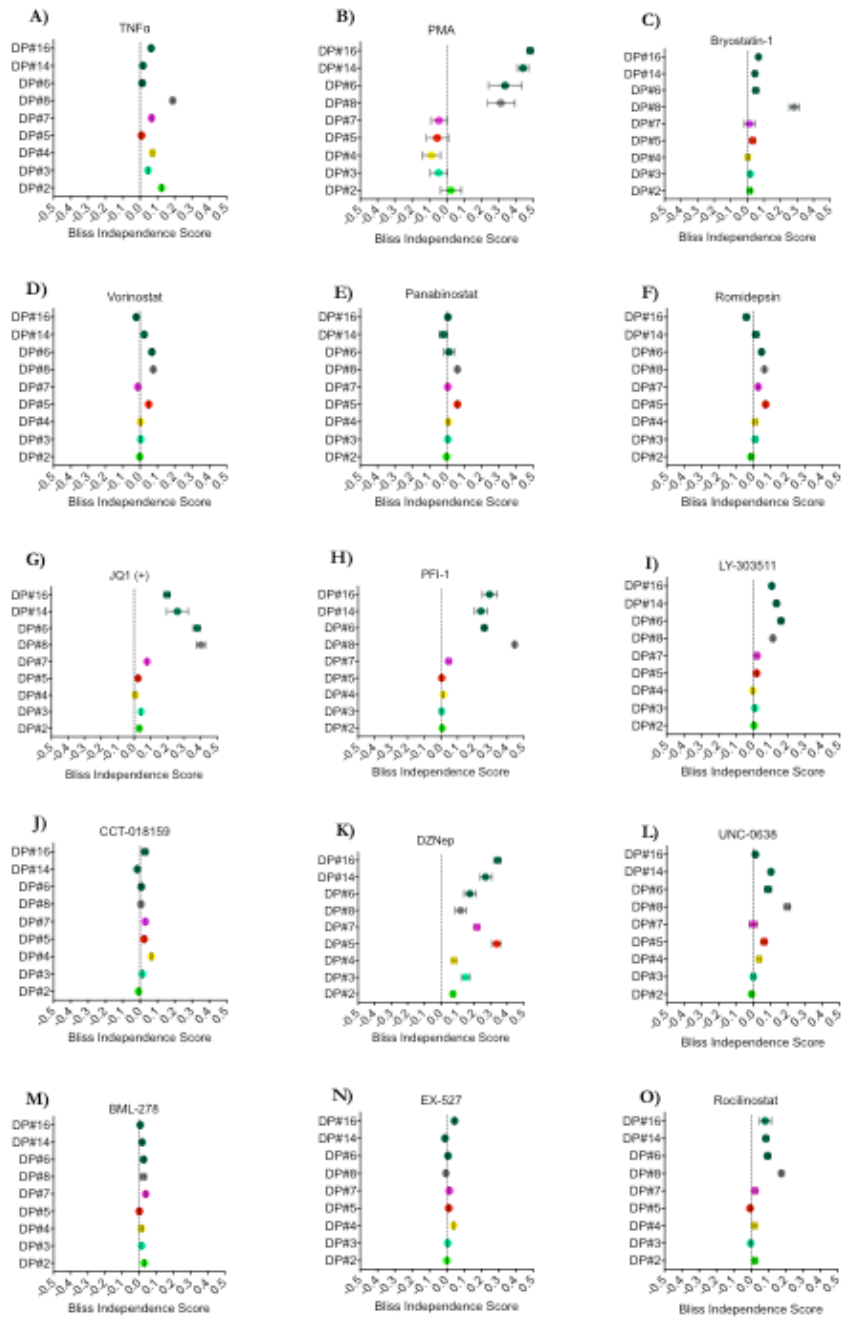 A)
TNFα
DP#16
DP#14
DP#6
DP#8
DP#7
DP#5
DP#4
DP#3
DP#2
-0.5 -0.4 -0.3 -0.2 -0.1 0.0 0.1 0.2 0.3 0.4 0.5
Bliss Independence Score
B)
PMA
DP#16
DP#14
DP#6
DP#8
DP#7
DP#5
DP#4
DP#3
DP#2
-0.5 -0.4 -0.3 -0.2 -0.1 0.0 0.1 0.2 0.3 0.4 0.5
Bliss Independence Score
C)
Bryostatin-1
DP#16
DP#14
DP#6
DP#8
DP#7
DP#5
DP#4
DP#3
DP#2
-0.5 -0.4 -0.3 -0.2 -0.1 0.0 0.1 0.2 0.3 0.4 0.5
Bliss Independence Score
D)
Vorinostat
DP#16
DP#14
DP#6
DP#8
DP#7
DP#5
DP#4
DP#3
DP#2
-0.5 -0.4 -0.3 -0.2 -0.1 0.0 0.1 0.2 0.3 0.4 0.5
Bliss Independence Score
E)
Panabinostat
DP#16
DP#14
DP#6
DP#8
DP#7
DP#5
DP#4
DP#3
DP#2
-0.5 -0.4 -0.3 -0.2 -0.1 0.0 0.1 0.2 0.3 0.4 0.5
Bliss Independence Score
F)
Romidepsin
DP#16
DP#14
DP#6
DP#8
DP#7
DP#5
DP#4
DP#3
DP#2
-0.5 -0.4 -0.3 -0.2 -0.1 0.0 0.1 0.2 0.3 0.4 0.5
Bliss Independence Score
G)
JQ1 (+)
DP#16
DP#14
DP#6
DP#8
DP#7
DP#5
DP#4
DP#3
DP#2
-0.5 -0.4 -0.3 -0.2 -0.1 0.0 0.1 0.2 0.3 0.4 0.5
Bliss Independence Score
H)
PFI-1
DP#16
DP#14
DP#6
DP#8
DP#7
DP#5
DP#4
DP#3
DP#2
-0.5 -0.4 -0.3 -0.2 -0.1 0.0 0.1 0.2 0.3 0.4 0.5
Bliss Independence Score
I)
LY-303511
DP#16
DP#14
DP#6
DP#8
DP#7
DP#5
DP#4
DP#3
DP#2
-0.5 -0.4 -0.3 -0.2 -0.1 0.0 0.1 0.2 0.3 0.4 0.5
Bliss Independence Score
J)
CCT-018159
DP#16
DP#14
DP#6
DP#8
DP#7
DP#5
DP#4
DP#3
DP#2
-0.5 -0.4 -0.3 -0.2 -0.1 0.0 0.1 0.2 0.3 0.4 0.5
Bliss Independence Score
K)
DZNep
DP#16
DP#14
DP#6
DP#8
DP#7
DP#5
DP#4
DP#3
DP#2
-0.5 -0.4 -0.3 -0.2 -0.1 0.0 0.1 0.2 0.3 0.4 0.5
Bliss Independence Score
L)
UNC-0638
DP#16
DP#14
DP#6
DP#8
DP#7
DP#5
DP#4
DP#3
DP#2
-0.5 -0.4 -0.3 -0.2 -0.1 0.0 0.1 0.2 0.3 0.4 0.5
Bliss Independence Score
M)
BML-278
DP#16
DP#14
DP#6
DP#8
DP#7
DP#5
DP#4
DP#3
DP#2
-0.5 -0.4 -0.3 -0.2 -0.1 0.0 0.1 0.2 0.3 0.4 0.5
Bliss Independence Score
N)
EX-527
DP#16
DP#14
DP#6
DP#8
DP#7
DP#5
DP#4
DP#3
DP#2
-0.5 -0.4 -0.3 -0.2 -0.1 0.0 0.1 0.2 0.3 0.4 0.5
Bliss Independence Score
O)
Rocilinostat
DP#16
DP#14
DP#6
DP#8
DP#7
DP#5
DP#4
DP#3
DP#2
-0.5 -0.4 -0.3 -0.2 -0.1 0.0 0.1 0.2 0.3 0.4 0.5
Bliss Independence Score